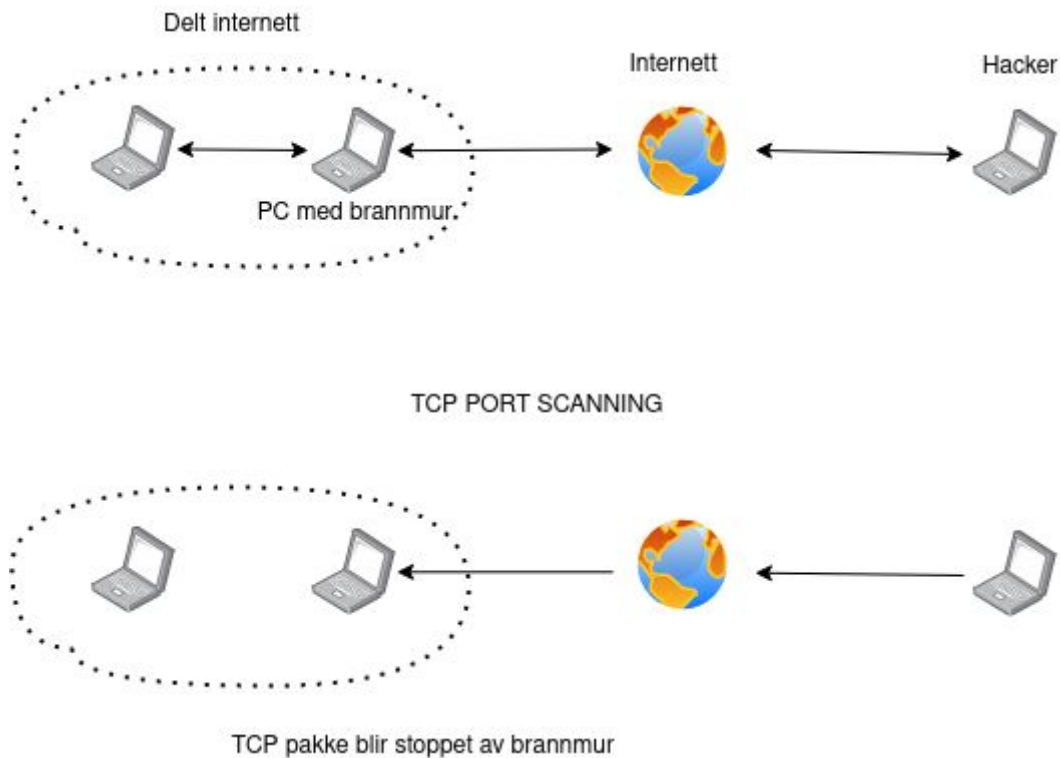 Delt internett
Internett
Hacker
PC med brannmur
TCP PORT SCANNING
TCP pakke blir stoppet av brannmur